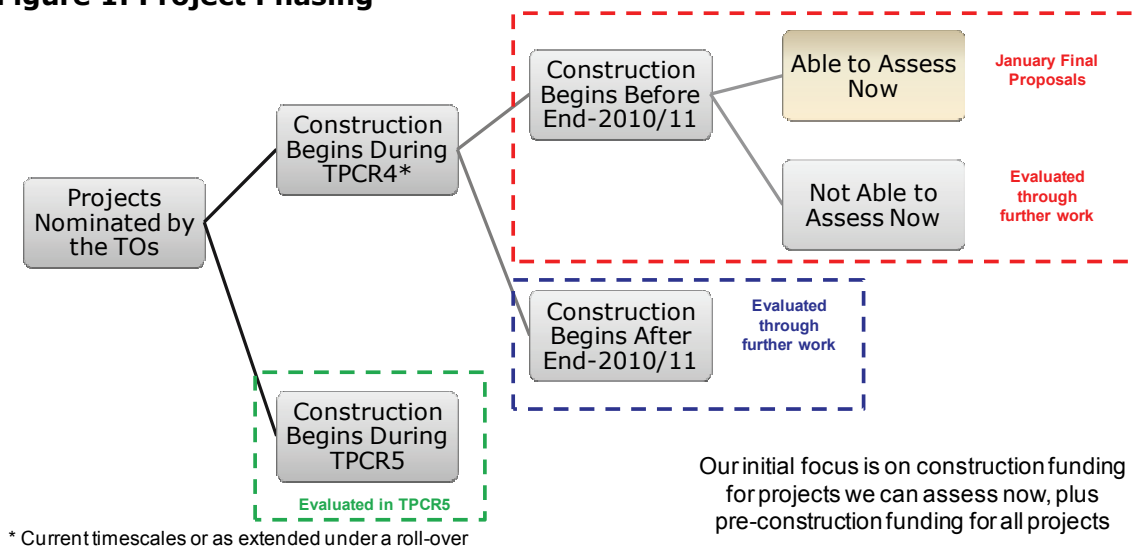 Figure 1: Project Phasing
Projects
Nominated by
the TOs
Construction
Begins During
TPCR4*
Construction
Begins During
TPCR5
Evaluated in TPCR5
Construction
Begins Before
End-2010/11
Construction
Begins After
End-2010/11
Evaluated
through
further work
Able to Assess
Now
January Final
Proposals
Not Able to
Assess Now
Evaluated
through
further work
Our initial focus is on construction funding
for projects we can assess now, plus
pre-construction funding for all projects
* Current timescales or as extended under a roll-over